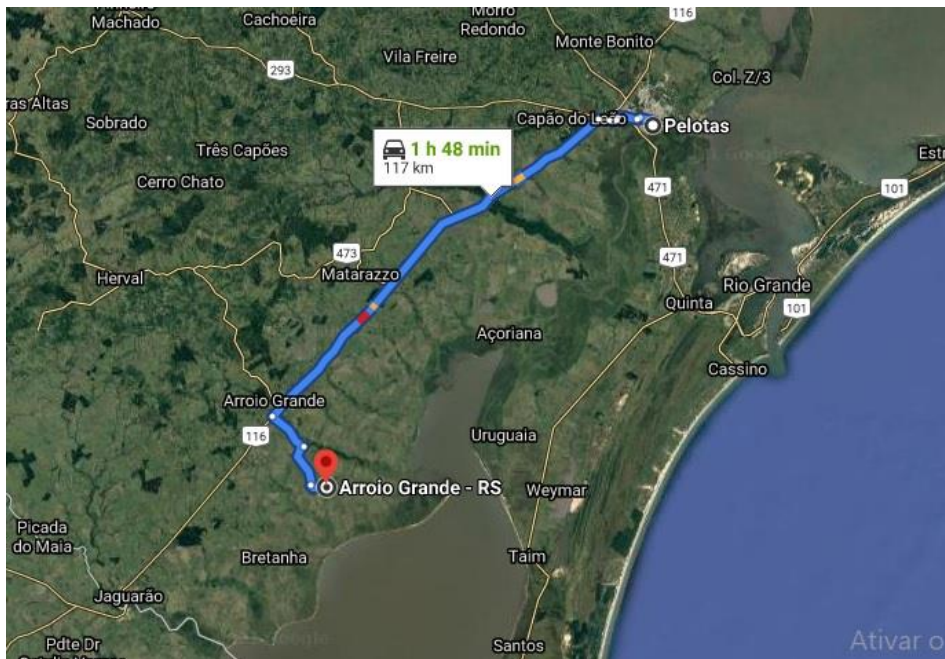 Machado
Cachoeira
Morro
Redondo
116
Monte Bonito
Vila Freire
293
Col. Z/3
ras Altas
Sobrado
Capão do Leão
Pelotas
Três Capões
1 h 48 min
117 km
Estr
Cerro Chato
471
101
473
471
Herval
Matarazzo
Rio Grande
Quinta
101
Açoriana
Cassino
Arroio Grande
116
Uruguaia
Arroio Grande - RS
Weymar
Picada
do Maia
Bretanha
Taim
Jaguarão
Pdte Dr
Santos
Ativar o